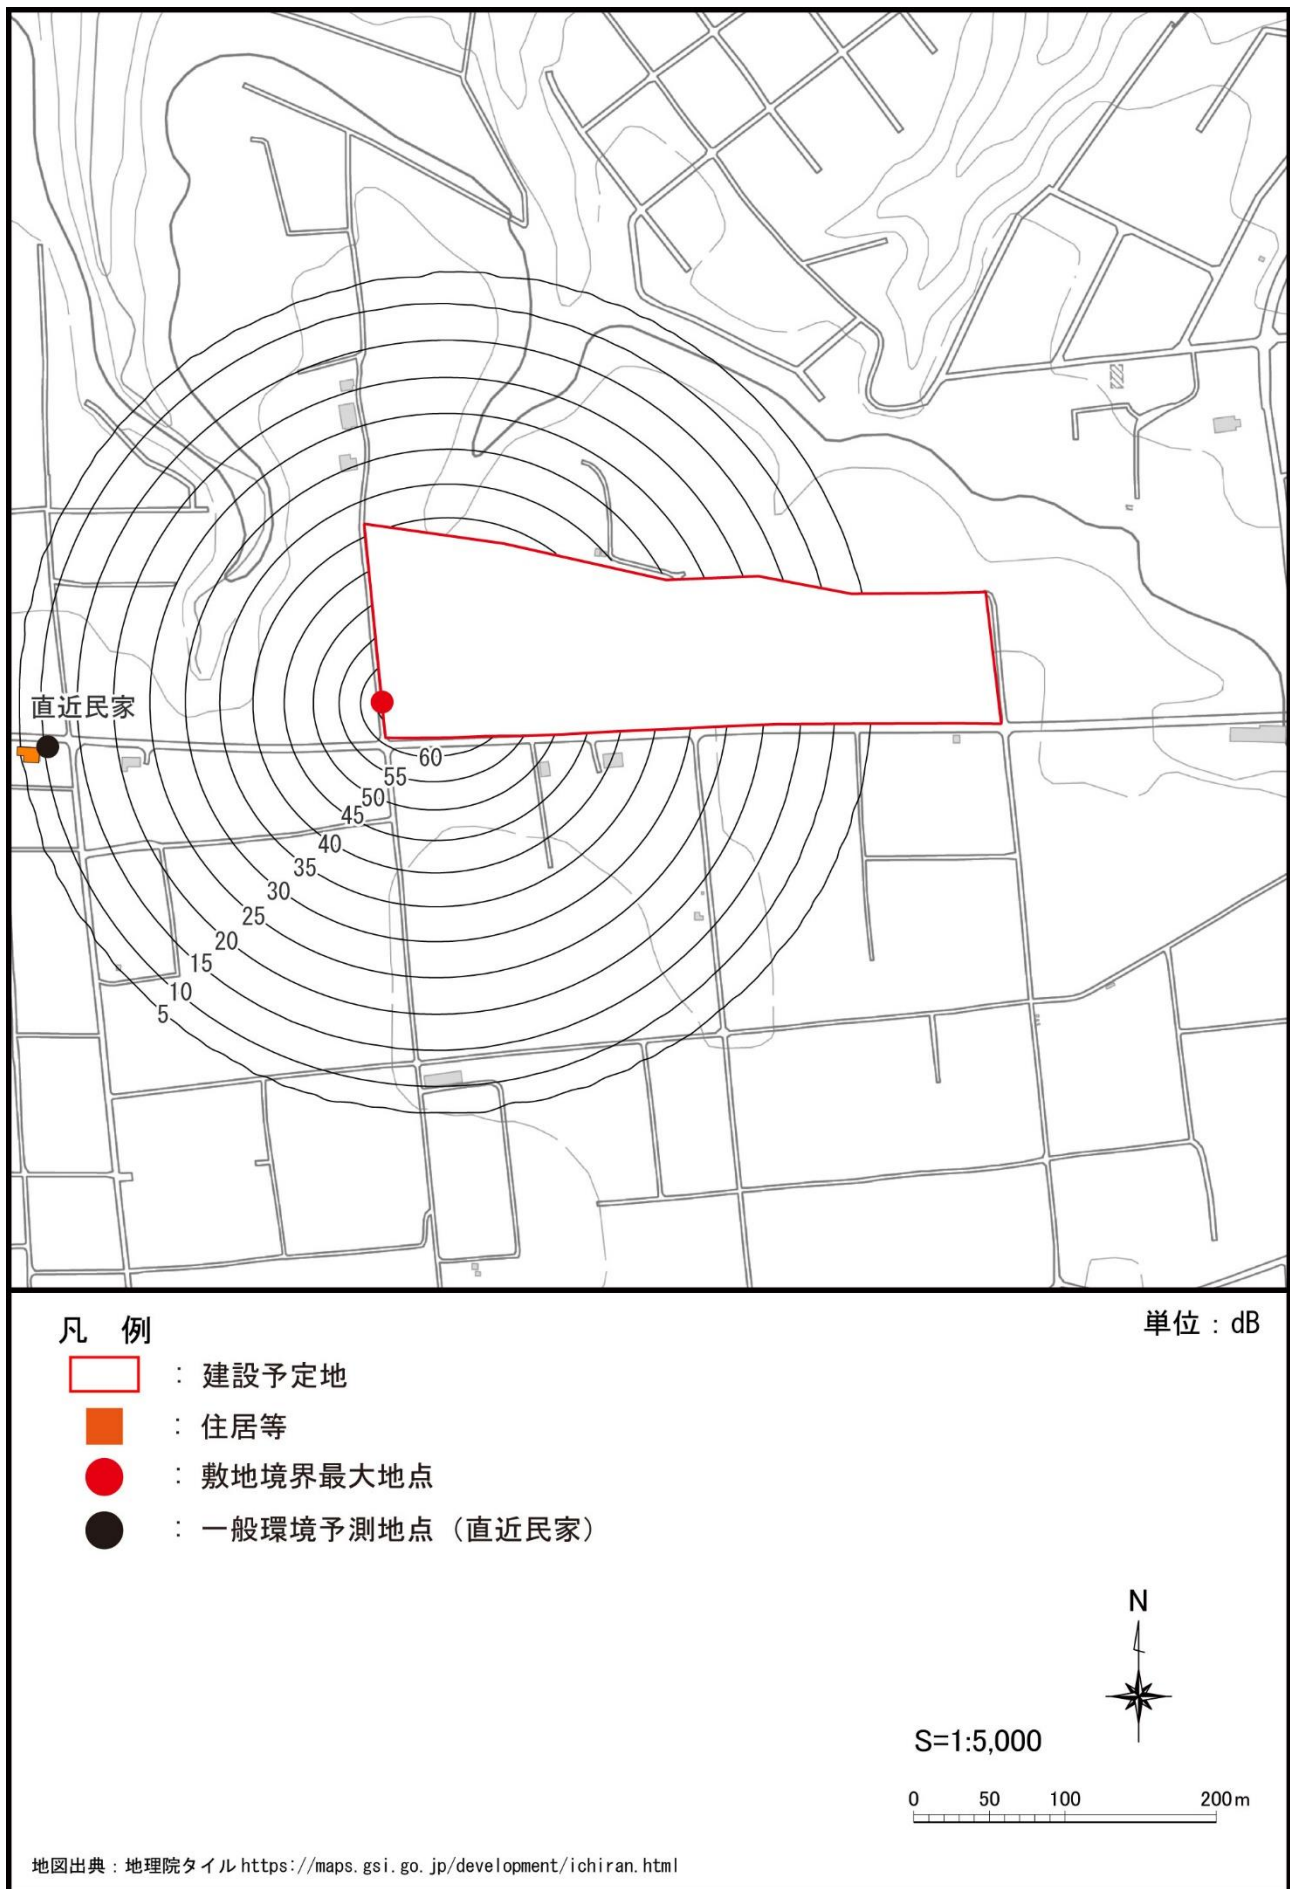 直近民家
60
55
50
45
40
35
30
25
20
15
10
5
凡 例
単位：dB
：建設予定地
：住居等
：敷地境界最大地点
：一般環境予測地点（直近民家）
N
S=1:5,000
0 50 100 200m
地図出典：地理院タイル https://maps.gsi.go.jp/development/ichiran.html